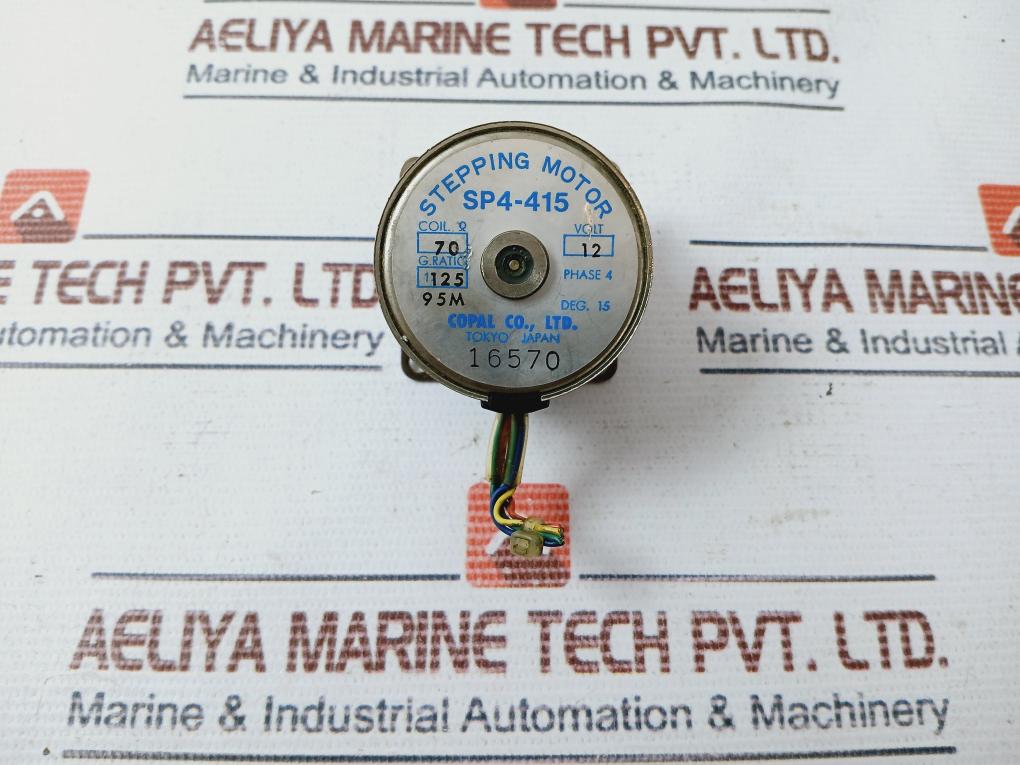 AELIYA MARINE TECH PVT. LTD.
Marine & Industrial Automation & Machinery
E TECH PVT. LTD
utomation & Machinery
AELIYA MARIN
Marine & Industrial A
STEPPING MOTOR
SP4-415
COIL. Ω
70
VOLT
12
G.RATIO
1125
PHASE 4
95M
DEG. 15
COPAL CO., LTD.
TOKYO JAPAN
16570
AELIYA MARINE TECH PVT. LTD.
Marine & Industrial Automation & Machinery